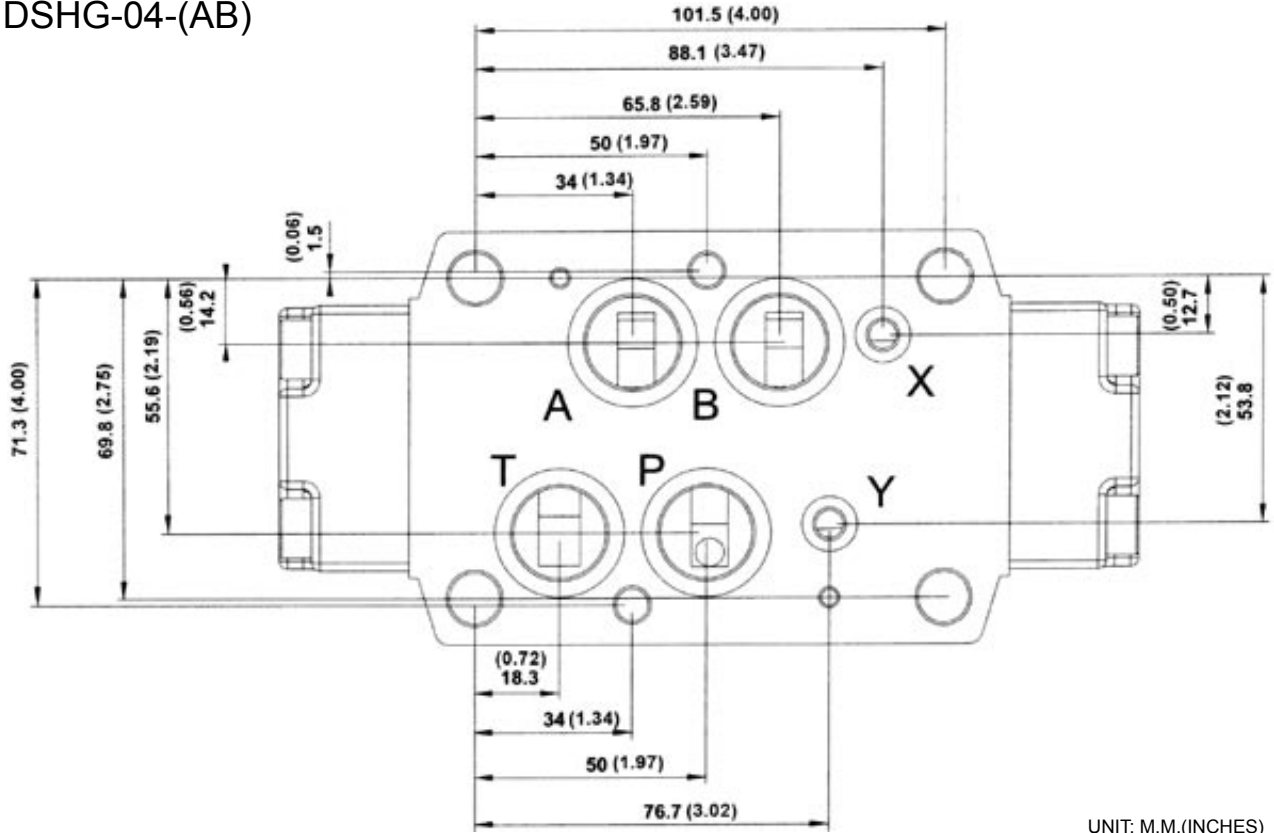 DSHG-04-(AB)
101.5 (4.00)
88.1 (3.47)
65.8 (2.59)
50 (1.97)
34 (1.34)
(0.06)
1.5
(0.56)
14.2
(0.50)
12.7
71.3 (4.00)
69.8 (2.75)
55.6 (2.19)
(2.12)
53.8
A
B
X
T
P
Y
(0.72)
18.3
34 (1.34)
50 (1.97)
76.7 (3.02)
UNIT: M.M.(INCHES)